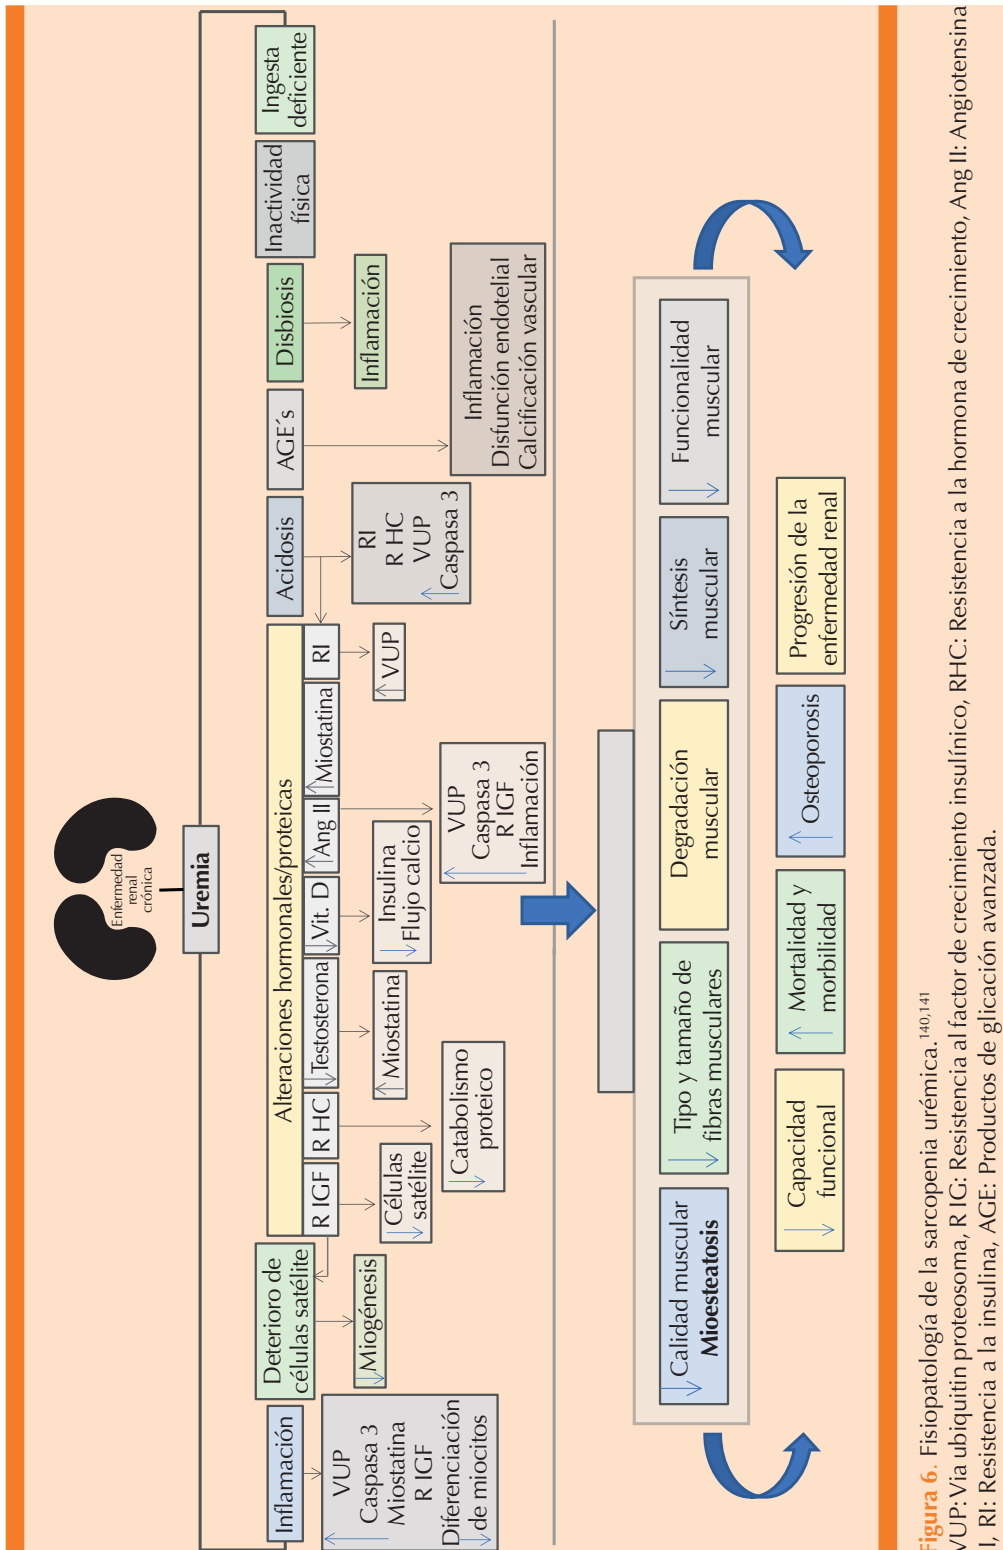 Enfermedad
renal
crónica
Uremia
Inflamación
Deterioro de
células satélite
Alteraciones hormonales/proteicas
Acidosis
AGE´s
Disbiosis
Inactividad
física
Ingesta
deficiente
R IGF
R HC
↓Testosterona
↓Vit. D
↑Ang II
↑Miostatina
RI
↑ VUP
Caspasa 3
Miostatina
R IGF
↓ Diferenciación
de miocitos
↓Miogénesis
↓ Células
satélite
↓ Catabolismo
proteico
↑Miostatina
↓ Insulina
Flujo calcio
↑ VUP
Caspasa 3
R IGF
Inflamación
↑VUP
RI
R HC
VUP
↑ Caspasa 3
Inflamación
Disfunción endotelial
Calcificación vascular
Inflamación
↓ Calidad muscular
Mioesteatosis
↓ Tipo y tamaño de
fibras musculares
Degradación
muscular
↓ Síntesis
muscular
↓ Funcionalidad
muscular
↓ Capacidad
funcional
↑ Mortalidad y
morbilidad
↑ Osteoporosis
Progresión de la
enfermedad renal
Figura 6. Fisiopatología de la sarcopenia urémica.140,141
VUP: Via ubiquitin proteosoma, R IG: Resistencia al factor de crecimiento insulínico, RHC: Resistencia a la hormona de crecimiento, Ang II: Angiotensina
I, RI: Resistencia a la insulina, AGE: Productos de glicación avanzada.